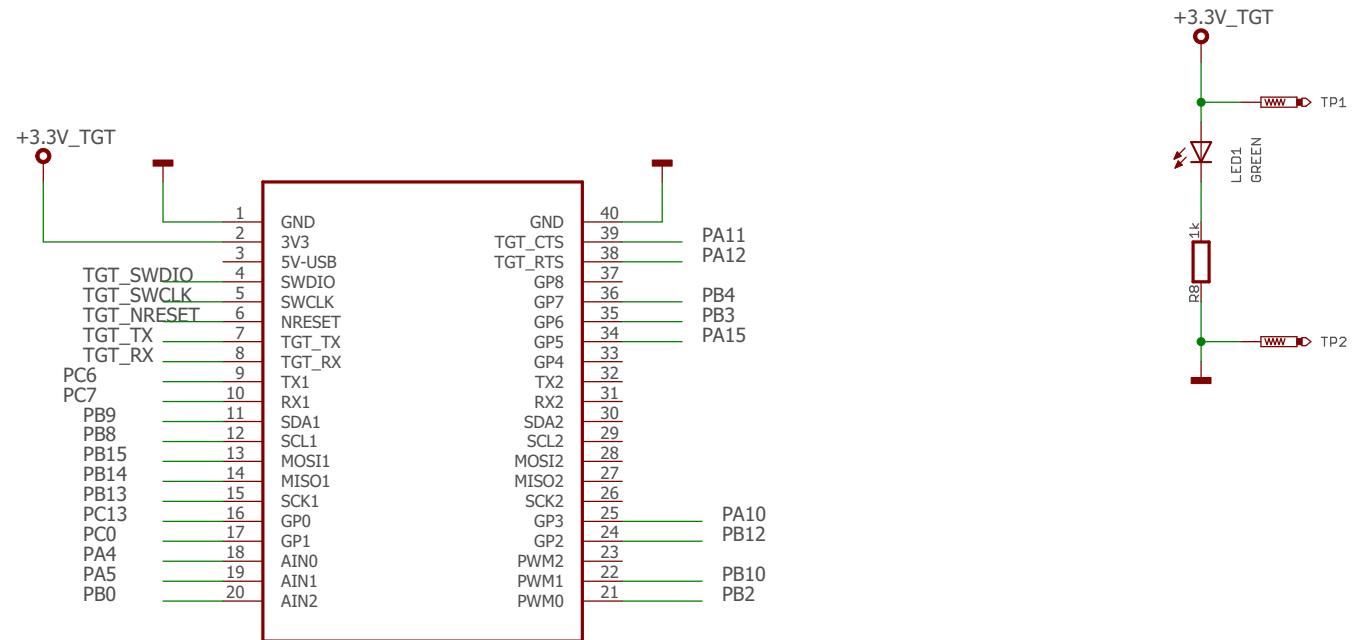 +3.3V_TGT
TP1
LED1
GREEN
1k
R8
TP2
+3.3V_TGT
1 GND GND 40
2 3V3 TGT_CTS 39 PA11
3 5V-USB TGT_RTS 38 PA12
TGT_SWDIO 4 SWDIO GP8 37
TGT_SWCLK 5 SWCLK GP7 36 PB4
TGT_NRESET 6 NRESET GP6 35 PB3
TGT_TX 7 TGT_TX GP5 34 PA15
TGT_RX 8 TGT_RX GP4 33
PC6 9 TX1 TX2 32
PC7 10 RX1 RX2 31
PB9 11 SDA1 SDA2 30
PB8 12 SCL1 SCL2 29
PB15 13 MOSI1 MOSI2 28
PB14 14 MISO1 MISO2 27
PB13 15 SCK1 SCK2 26
PC13 16 GP0 GP3 25 PA10
PC0 17 GP1 GP2 24 PB12
PA4 18 AIN0 PWM2 23
PA5 19 AIN1 PWM1 22 PB10
PB0 20 AIN2 PWM0 21 PB2